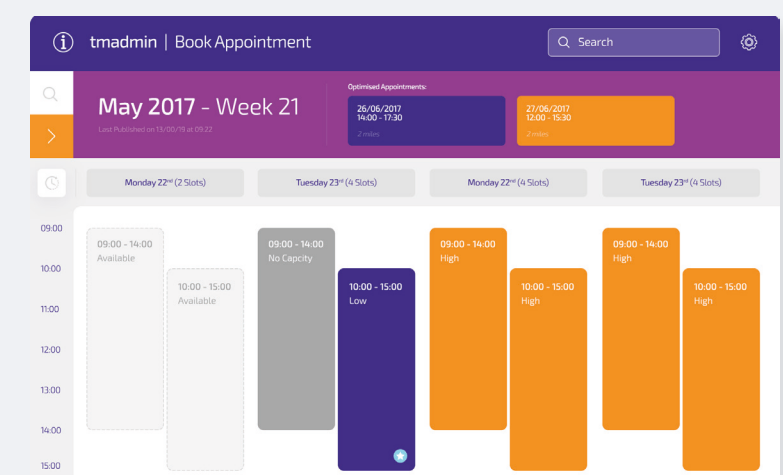 tmadmin | Book Appointment
Search
May 2017 - Week 21
Last Published on 13/00/19 at 09:22
Optimised Appointments:
26/06/2017
14:00 - 17:30
2 miles
27/06/2017
12:00 - 15:30
2 miles
Monday 22nd (2 Slots)
Tuesday 23rd (4 Slots)
Monday 22nd (4 Slots)
Tuesday 23rd (4 Slots)
09:00
10:00
11:00
12:00
13:00
14:00
15:00
09:00 - 14:00
Available
10:00 - 15:00
Available
09:00 - 14:00
No Capcity
10:00 - 15:00
Low
09:00 - 14:00
High
10:00 - 15:00
High
09:00 - 14:00
High
10:00 - 15:00
High